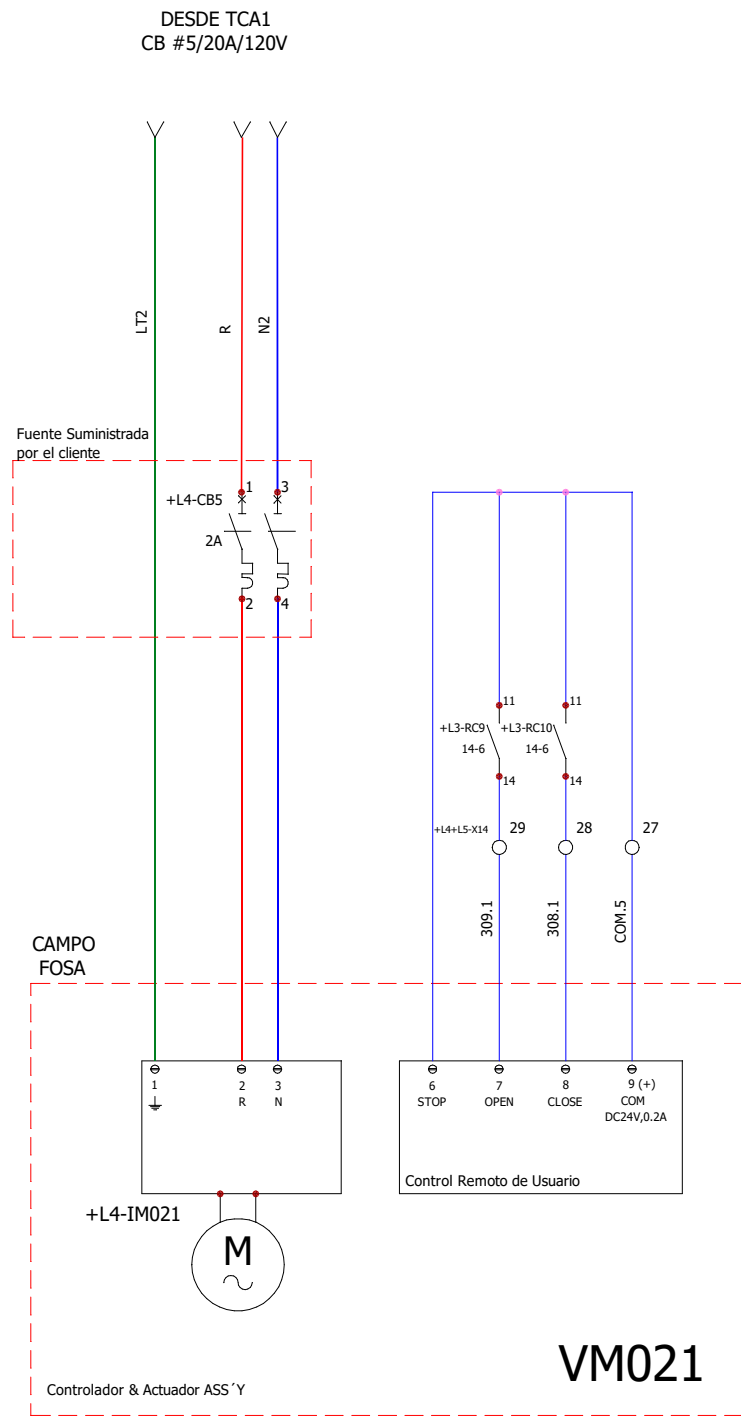 DESDE TCA1
CB #5/20A/120V
LT2
R
N2
Fuente Suministrada
por el cliente
+L4-CB5
1
3
2A
2
4
11
11
+L3-RC9
+L3-RC10
14-6
14-6
14
14
+L4+L5-X14
29
28
27
309.1
308.1
COM.5
CAMPO
FOSA
1
2
3
R
N
6
7
8
9 (+)
STOP
OPEN
CLOSE
COM
DC24V,0.2A
Control Remoto de Usuario
+L4-IM021
M
VM021
Controlador & Actuador ASS´Y